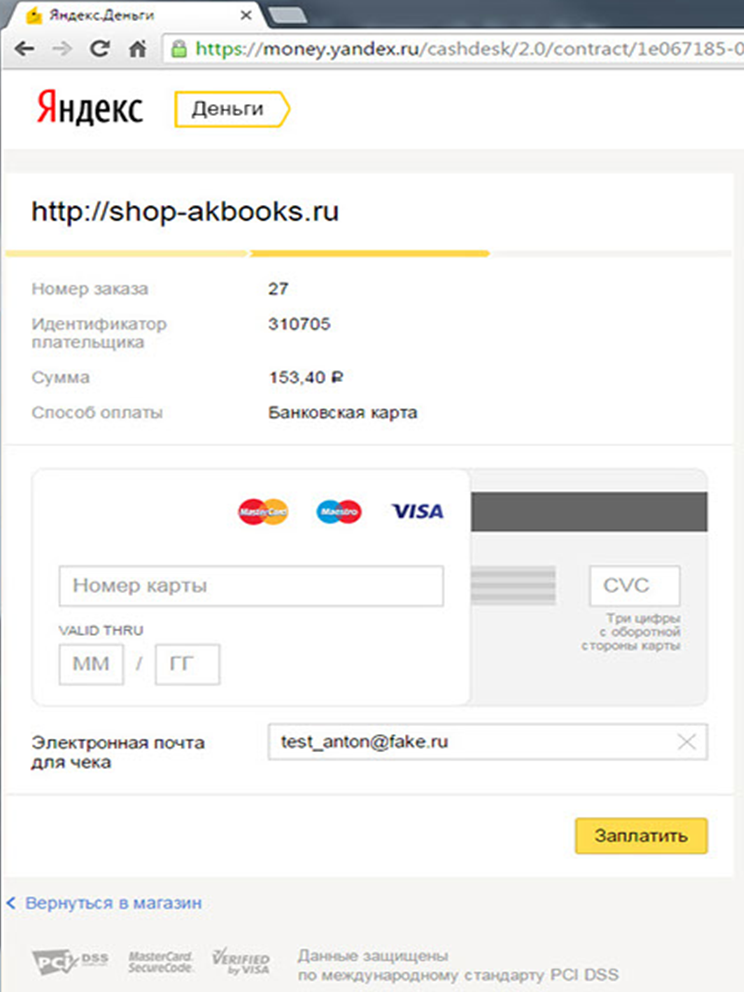 Яндекс.Деньги
https://money.yandex.ru/cashdesk/2.0/contract/1e067185-0
Яндекс Деньги
http://shop-akbooks.ru
Номер заказа 27
Идентификатор 310705
плательщика
Сумма 153,40 ₽
Способ оплаты Банковская карта
MasterCard Maestro VISA
Номер карты CVC
Три цифры
с оборотной
стороны карты
VALID THRU
ММ / ГГ
Электронная почта
для чека
test_anton@fake.ru
Заплатить
Вернуться в магазин
PCI DSS
MasterCard.
SecureCode.
VERIFIED
by VISA
Данные защищены
по международному стандарту PCI DSS